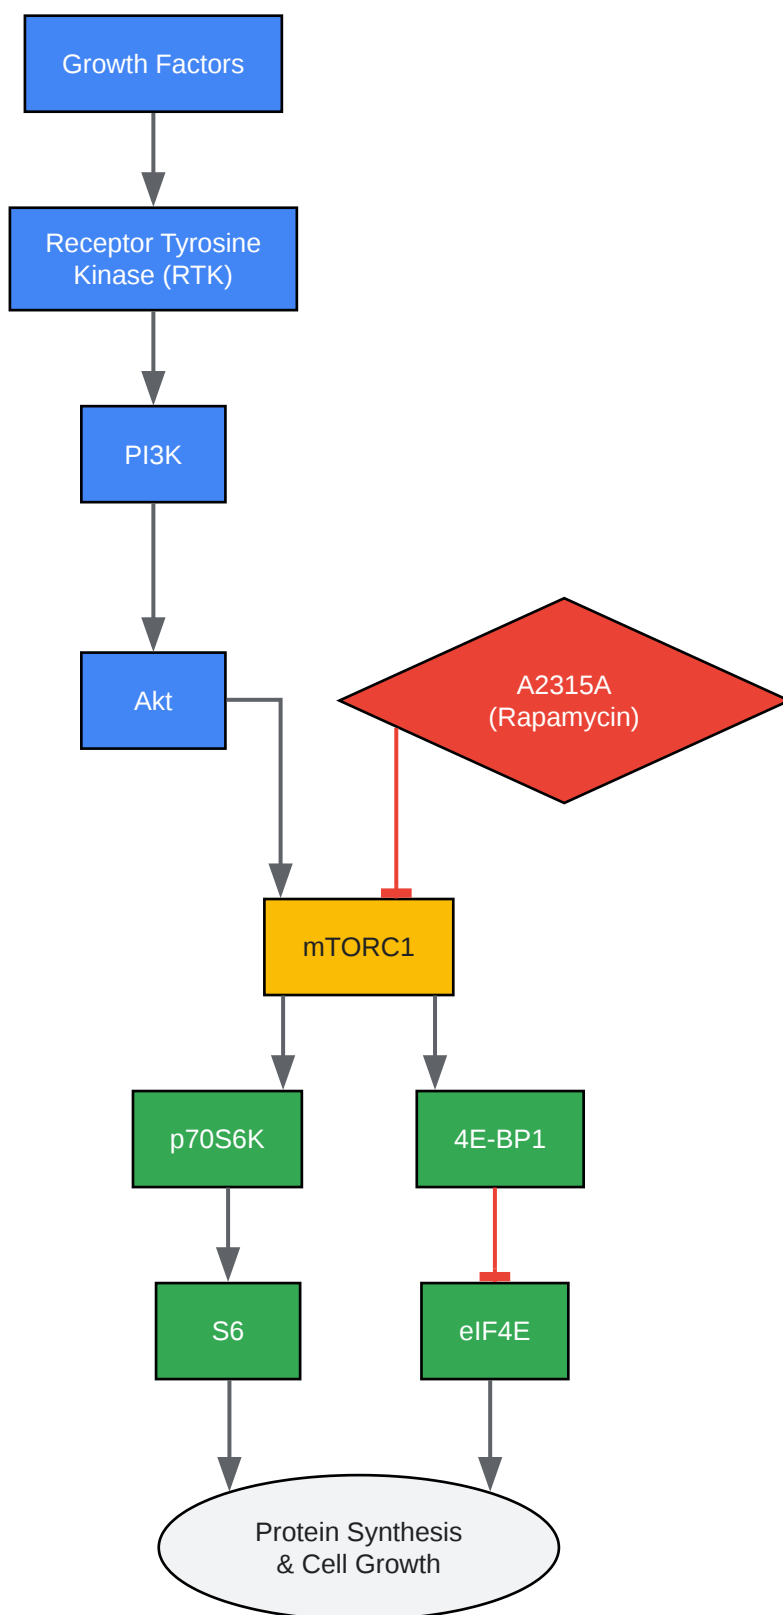 Growth Factors
Receptor Tyrosine
Kinase (RTK)
PI3K
Akt
A2315A
(Rapamycin)
mTORC1
p70S6K
4E-BP1
S6
eIF4E
Protein Synthesis
& Cell Growth